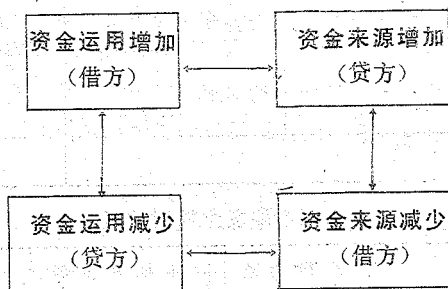 资金运用增加
（借方）
资金来源增加
（贷方）
资金运用减少
（贷方）
资金来源减少
（借方）